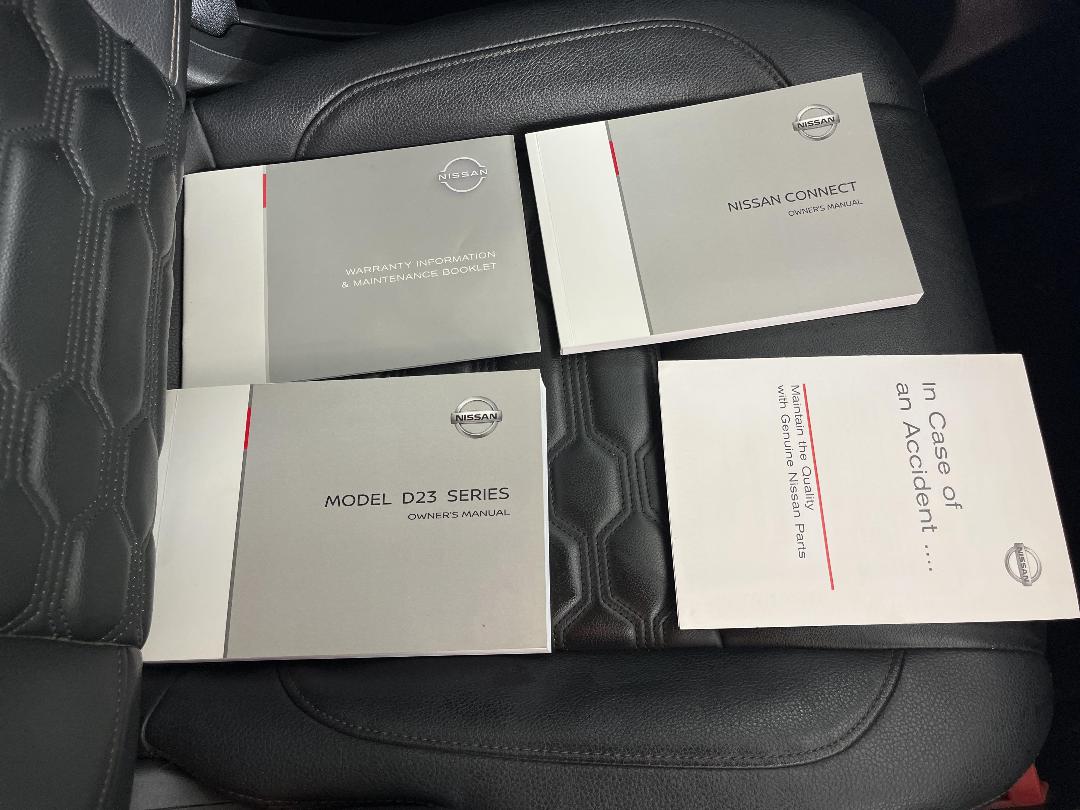 NISSAN
WARRANTY INFORMATION
& MAINTENANCE BOOKLET
NISSAN
NISSAN CONNECT
OWNER'S MANUAL
NISSAN
MODEL D23 SERIES
OWNER'S MANUAL
In Case of
an Accident ....
Maintain the Quality
with Genuine Nissan Parts
NISSAN